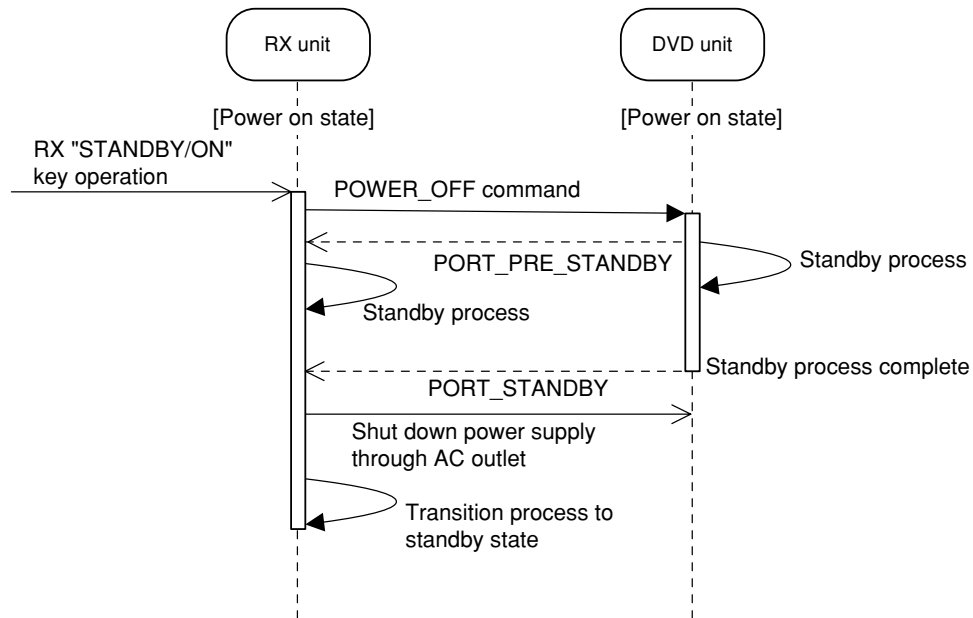 RX unit
DVD unit
[Power on state]
[Power on state]
RX "STANDBY/ON"
key operation
POWER_OFF command
PORT_PRE_STANDBY
Standby process
Standby process
Standby process complete
PORT_STANDBY
Shut down power supply
through AC outlet
Transition process to
standby state